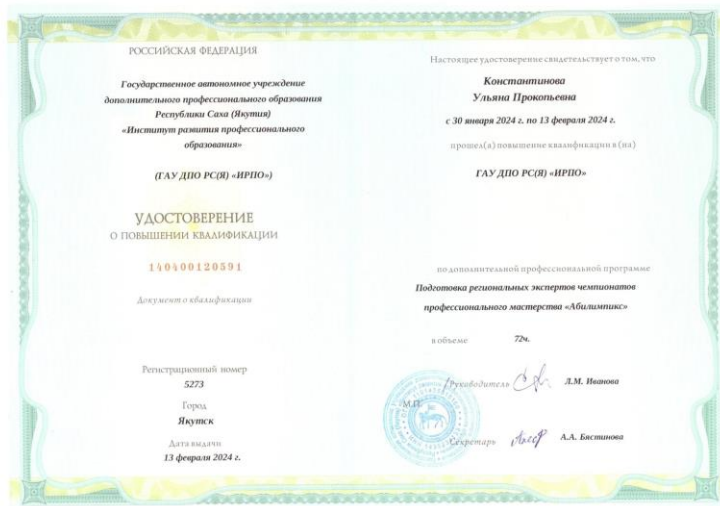 РОССИЙСКАЯ ФЕДЕРАЦИЯ
Государственное автономное учреждение
дополнительного профессионального образования
Республики Саха (Якутия)
«Институт развития профессионального
образования»
(ГАУ ДПО РС(Я) «ИРПО»)
УДОСТОВЕРЕНИЕ
О ПОВЫШЕНИИ КВАЛИФИКАЦИИ
140400120591
Документ о квалификации
Регистрационный номер
5273
Город
Якутск
Дата выдачи
13 февраля 2024 г.
Настоящее удостоверение свидетельствует о том, что
Константинова
Ульяна Прокопьевна
с 30 января 2024 г. по 13 февраля 2024 г.
прошел(а) повышение квалификации в (на)
ГАУ ДПО РС(Я) «ИРПО»
по дополнительной профессиональной программе
Подготовка региональных экспертов чемпионатов
профессионального мастерства «Абилимпикс»
в объеме 72ч.
Руководитель Л.М. Иванова
М.П.
Секретарь А.А. Бястинова